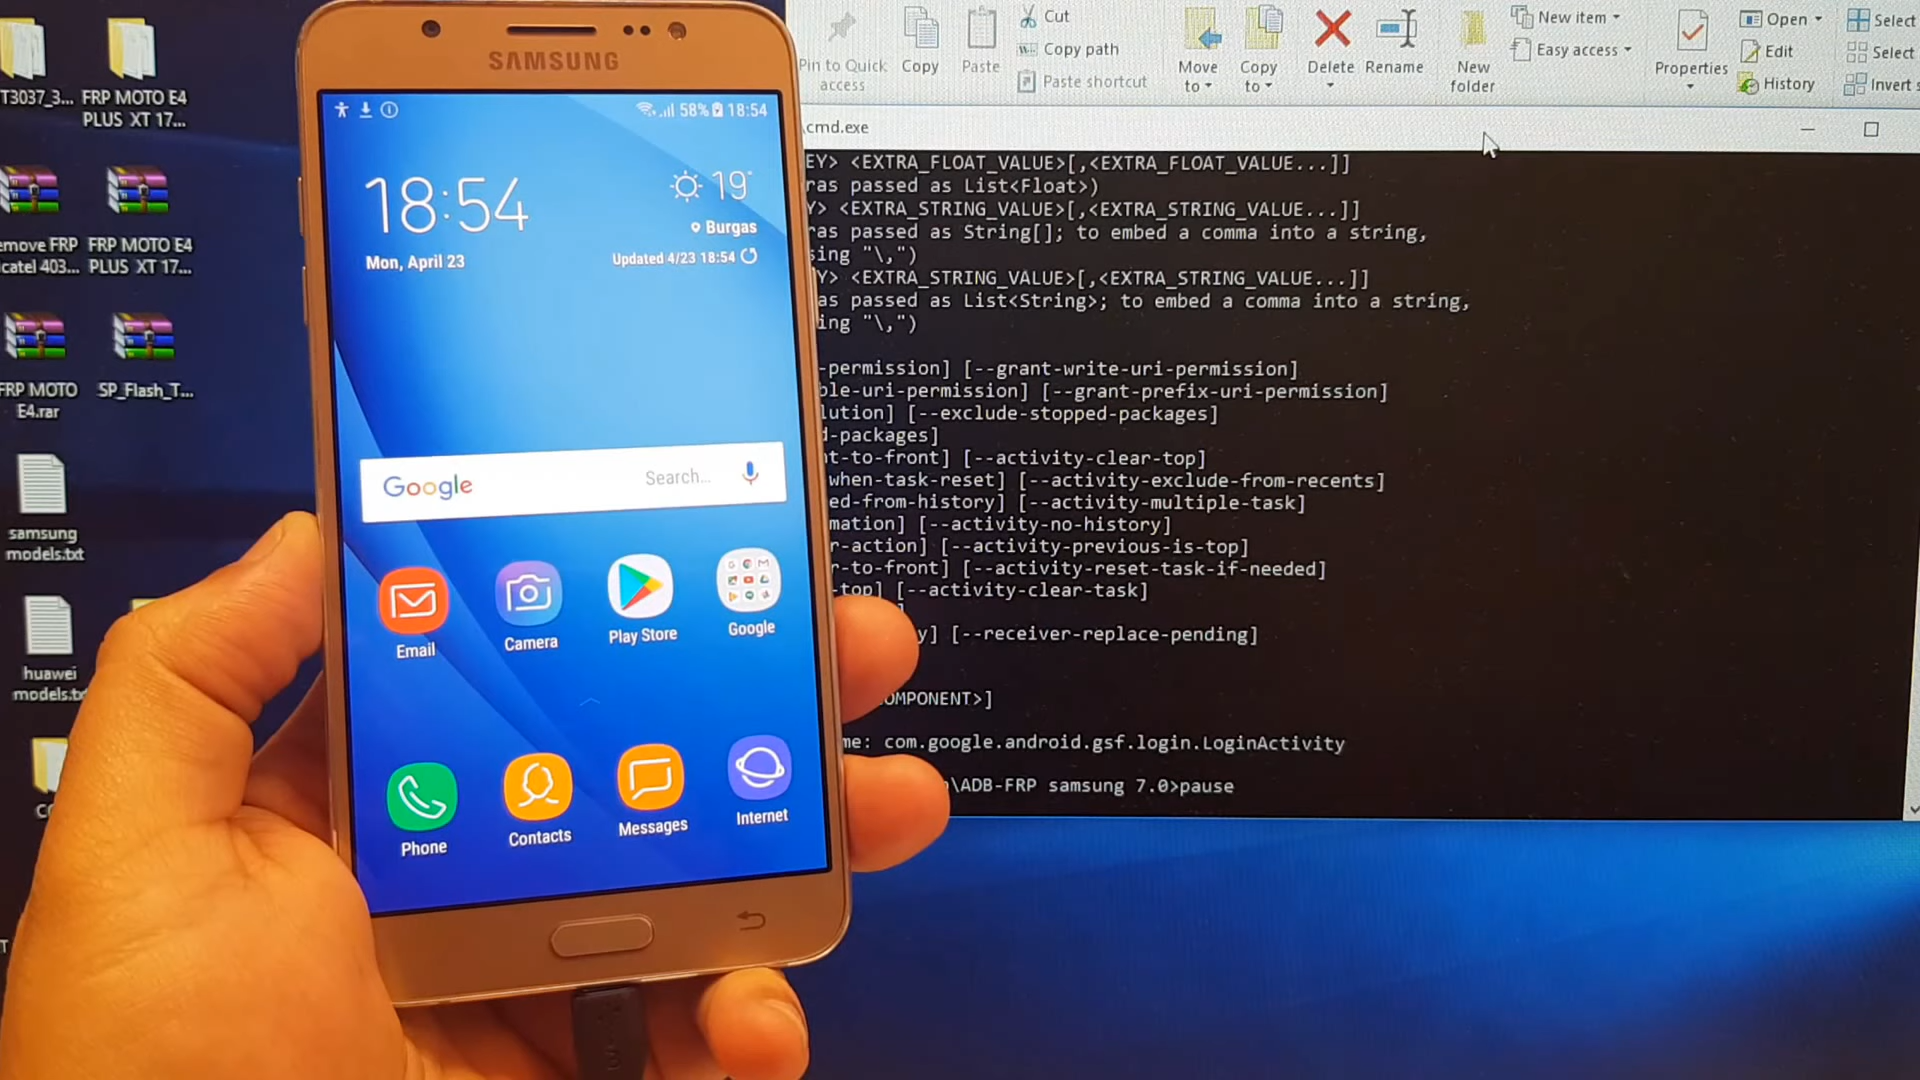 T3037_3...
FRP MOTO E4
PLUS XT 17...
emove FRP
catel 403...
FRP MOTO E4
PLUS XT 17...
FRP MOTO
E4.rar
SP_Flash_T...
samsung
models.txt
huawei
models.tx
SAMSUNG
58% 18:54
18:54
Mon, April 23
19°
Burgas
Updated 4/23 18:54
Google
Search...
Email
Camera
Play Store
Google
Phone
Contacts
Messages
Internet
Pin to Quick
access
Copy
Paste
Cut
Copy path
Paste shortcut
Move
to
Copy
to
Delete
Rename
New
folder
New item
Easy access
Properties
Open
Edit
History
Select
Select
Invert s
\cmd.exe
EY> <EXTRA_FLOAT_VALUE>[,<EXTRA_FLOAT_VALUE...]]
ras passed as List<Float>)
Y> <EXTRA_STRING_VALUE>[,<EXTRA_STRING_VALUE...]]
ras passed as String[]; to embed a comma into a string,
sing "\,")
Y> <EXTRA_STRING_VALUE>[,<EXTRA_STRING_VALUE...]]
as passed as List<String>; to embed a comma into a string,
ing "\,")
-permission] [--grant-write-uri-permission]
ble-uri-permission] [--grant-prefix-uri-permission]
lution] [--exclude-stopped-packages]
d-packages]
nt-to-front] [--activity-clear-top]
when-task-reset] [--activity-exclude-from-recents]
ed-from-history] [--activity-multiple-task]
mation] [--activity-no-history]
r-action] [--activity-previous-is-top]
r-to-front] [--activity-reset-task-if-needed]
-top] [--activity-clear-task]
y] [--receiver-replace-pending]
OMPONENT>]
me: com.google.android.gsf.login.LoginActivity
\ADB-FRP samsung 7.0>pause